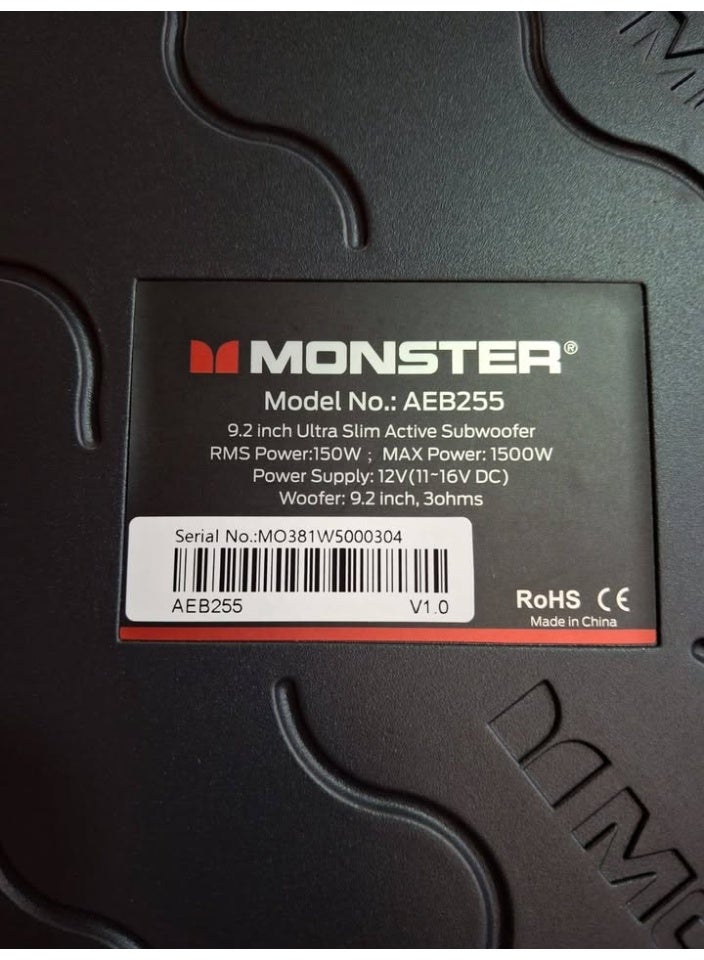 MONSTER®
Model No.: AEB255
9.2 inch Ultra Slim Active Subwoofer
RMS Power:150W ; MAX Power: 1500W
Power Supply: 12V(11~16V DC)
Woofer: 9.2 inch, 3ohms
Serial No.:MO381W5000304
AEB255 V1.0
RoHS CE
Made in China